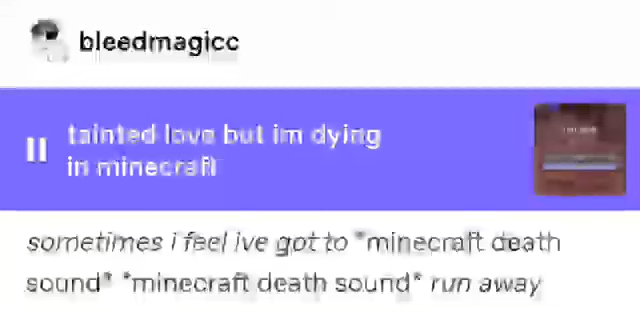 bleedmagicc
tainted love but im dying
in minecraft
sometimes i feel ive got to *minecraft death
sound* *minecraft death sound* run away